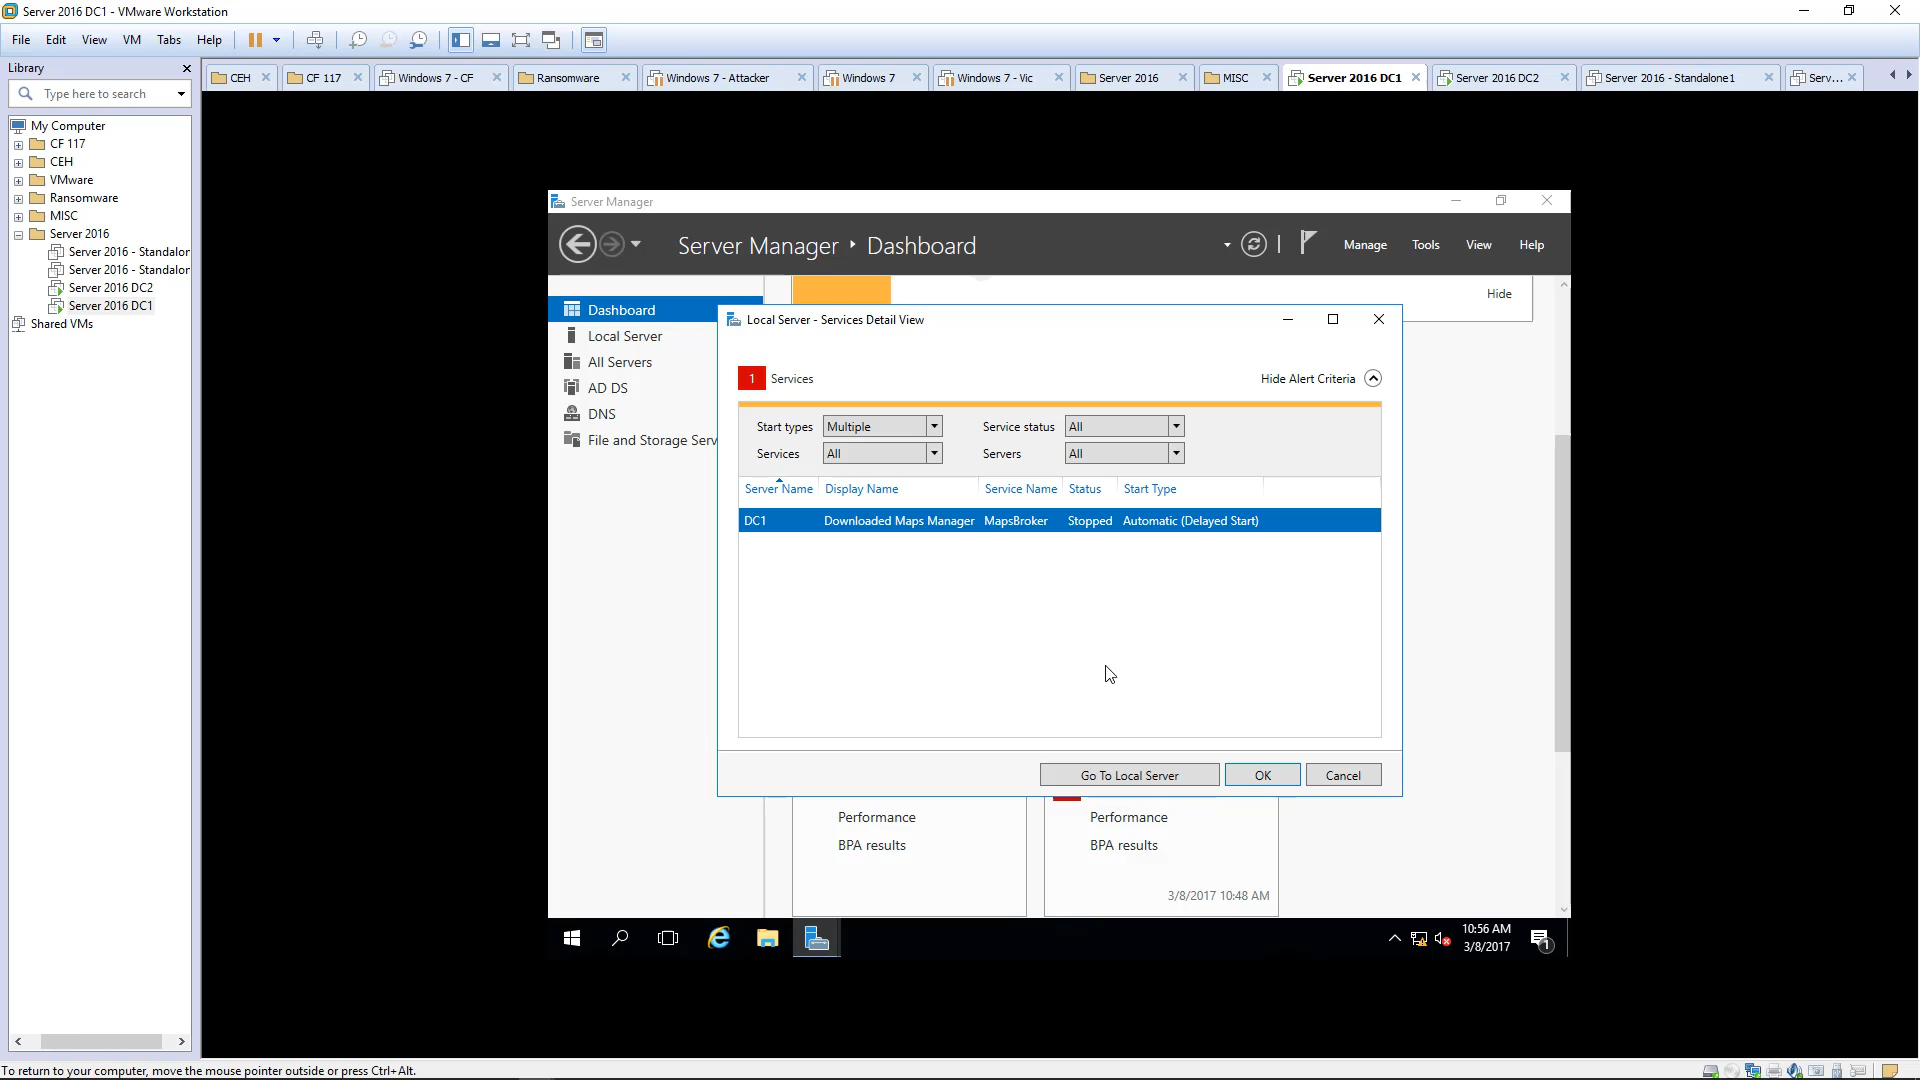 Server 2016 DC1 - VMware Workstation
File Edit View VM Tabs Help
Library
CEH
CF 117
Windows 7 - CF
Ransomware
Windows 7 - Attacker
Windows 7
Windows 7 - Vic
Server 2016
MISC
Server 2016 DC1
Server 2016 DC2
Server 2016 - Standalone1
Serv...
Type here to search
My Computer
CF 117
CEH
VMware
Ransomware
MISC
Server 2016
Server 2016 - Standalor
Server 2016 - Standalor
Server 2016 DC2
Server 2016 DC1
Shared VMs
Server Manager
Server Manager Dashboard
Manage Tools View Help
Hide
Dashboard
Local Server
All Servers
AD DS
DNS
File and Storage Serv
Local Server - Services Detail View
1 Services
Hide Alert Criteria
Start types Multiple Service status All
Services All Servers All
Server Name Display Name Service Name Status Start Type
DC1 Downloaded Maps Manager MapsBroker Stopped Automatic (Delayed Start)
Go To Local Server OK Cancel
Performance
BPA results
Performance
BPA results
3/8/2017 10:48 AM
10:56 AM
3/8/2017
1
To return to your computer, move the mouse pointer outside or press Ctrl+Alt.